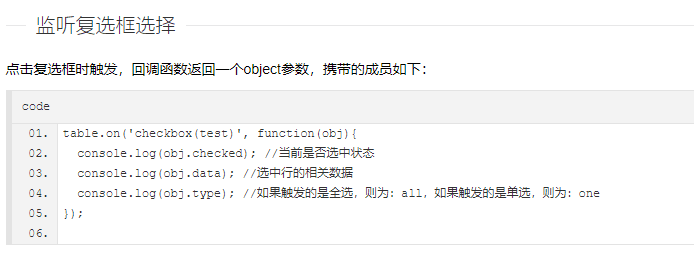 监听复选框选择
点击复选框时触发，回调函数返回一个object参数，携带的成员如下：
code
01. table.on('checkbox(test)', function(obj){
02.   console.log(obj.checked); //当前是否选中状态
03.   console.log(obj.data); //选中行的相关数据
04.   console.log(obj.type); //如果触发的是全选，则为：all，如果触发的是单选，则为：one
05. });
06.